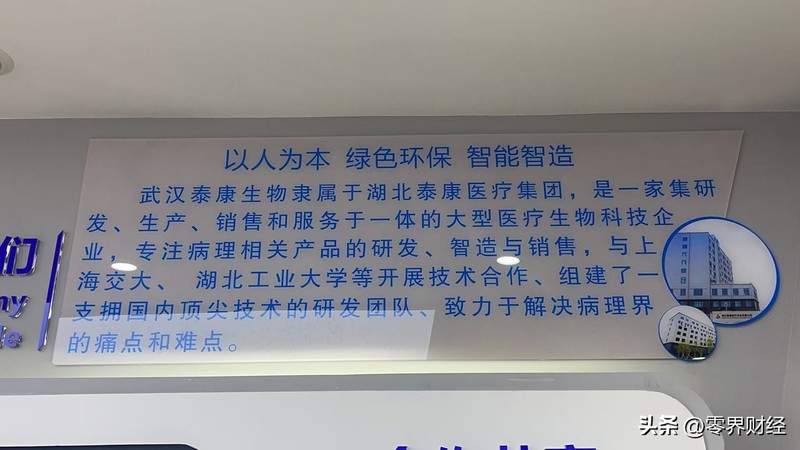 以人为本 绿色环保 智能智造
武汉泰康生物隶属于湖北泰康医疗集团，是一家集研
发、生产、销售和服务于一体的大型医疗生物科技企
业，专注病理相关产品的研发、智造与销售，与上
海交大、 湖北工业大学等开展技术合作、组建了一
支拥国内顶尖技术的研发团队、致力于解决病理界
的痛点和难点。
们
ny
de
头条 @零界财经